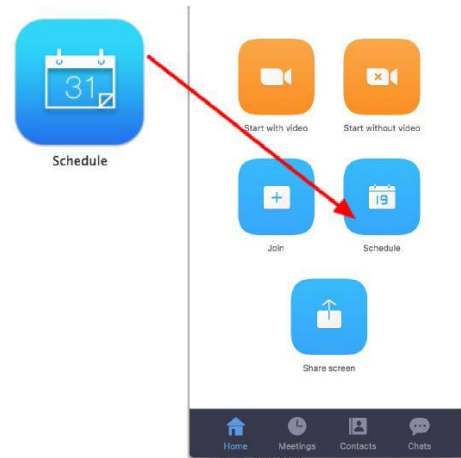 31
Schedule
Start with video
Start without video
19
Join
Schedule
Share screen
Home
Meetings
Contacts
Chats